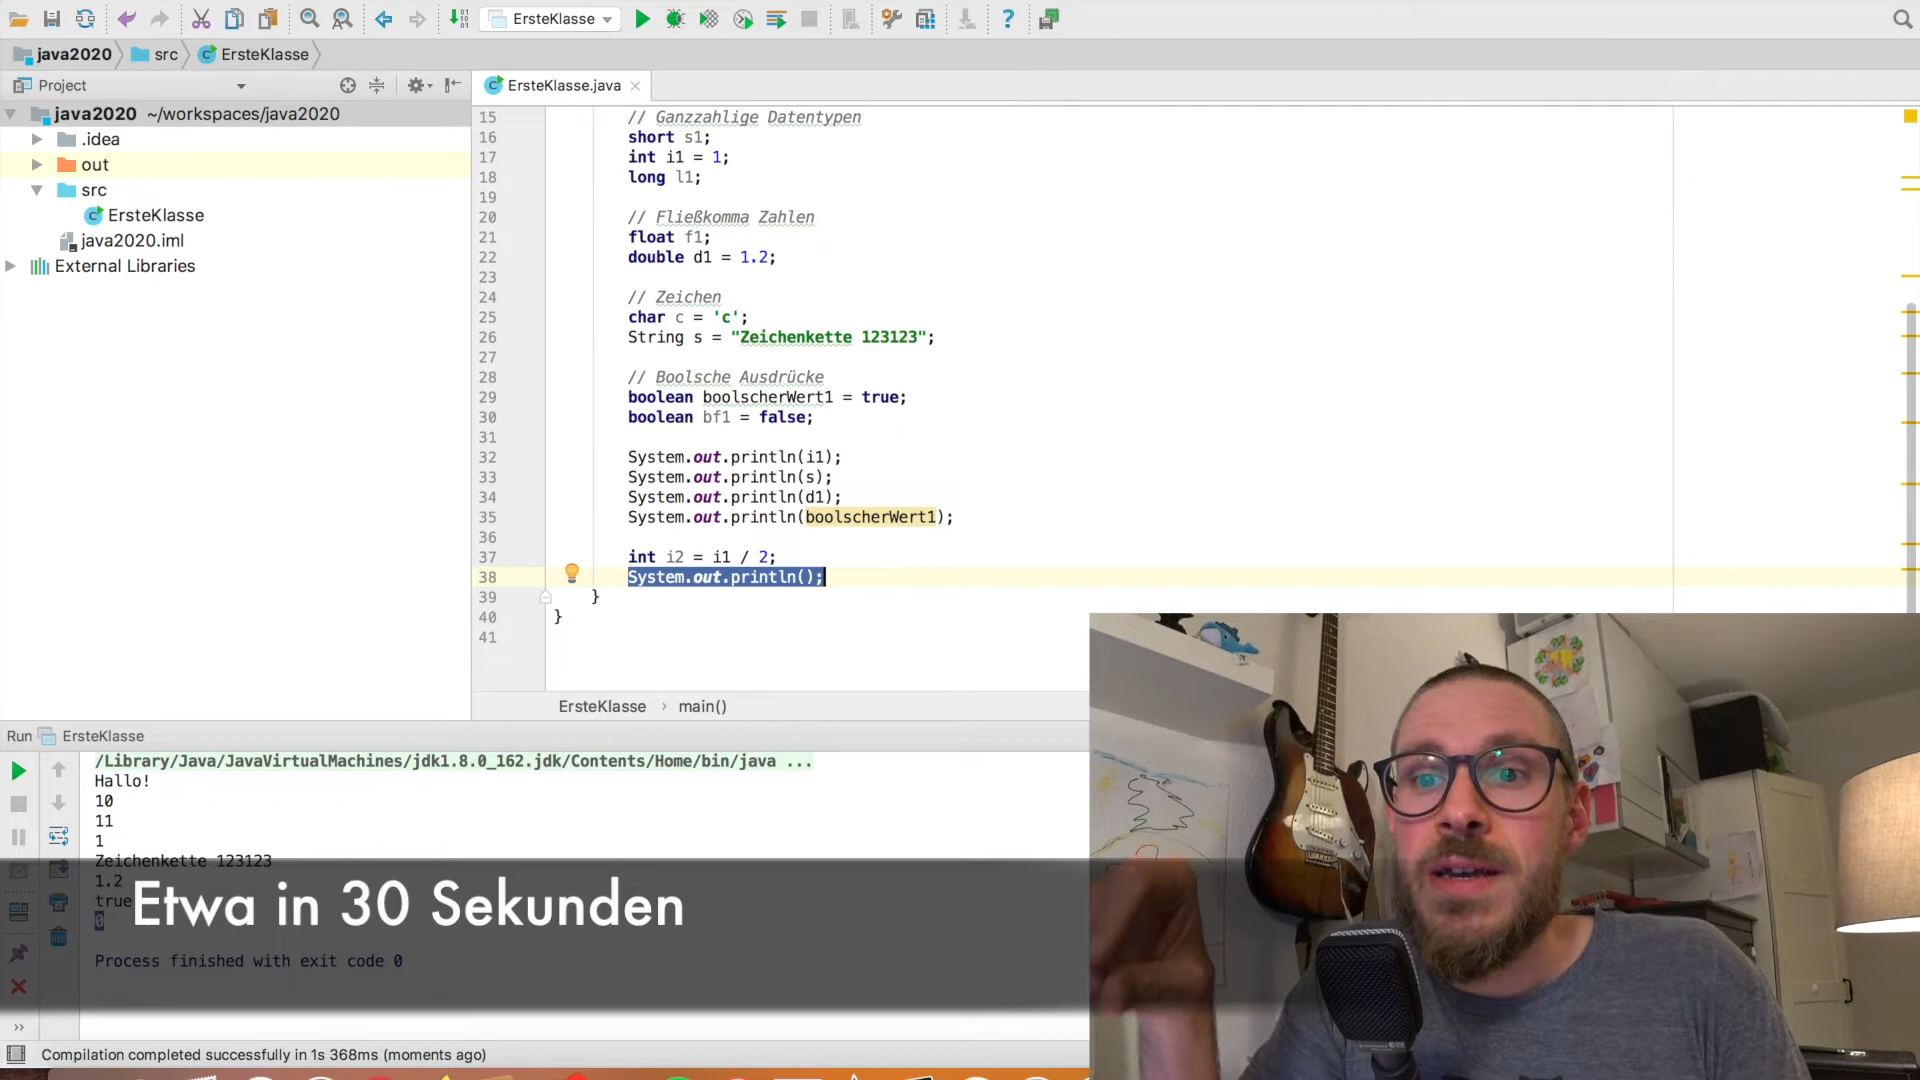 ErsteKlasse
java2020 src ErsteKlasse
Project
ErsteKlasse.java
java2020 ~/workspaces/java2020
.idea
out
src
ErsteKlasse
java2020.iml
External Libraries
15 // Ganzzahlige Datentypen
16 short s1;
17 int i1 = 1;
18 long l1;
19
20 // Fließkomma Zahlen
21 float f1;
22 double d1 = 1.2;
23
24 // Zeichen
25 char c = 'c';
26 String s = "Zeichenkette 123123";
27
28 // Boolsche Ausdrücke
29 boolean boolscherWert1 = true;
30 boolean bf1 = false;
31
32 System.out.println(i1);
33 System.out.println(s);
34 System.out.println(d1);
35 System.out.println(boolscherWert1);
36
37 int i2 = i1 / 2;
38 System.out.println();
39 }
40 }
41
ErsteKlasse › main()
Run ErsteKlasse
/Library/Java/JavaVirtualMachines/jdk1.8.0_162.jdk/Contents/Home/bin/java ...
Hallo!
10
11
1
Zeichenkette 123123
1.2
true
0
Etwa in 30 Sekunden
Process finished with exit code 0
Compilation completed successfully in 1s 368ms (moments ago)